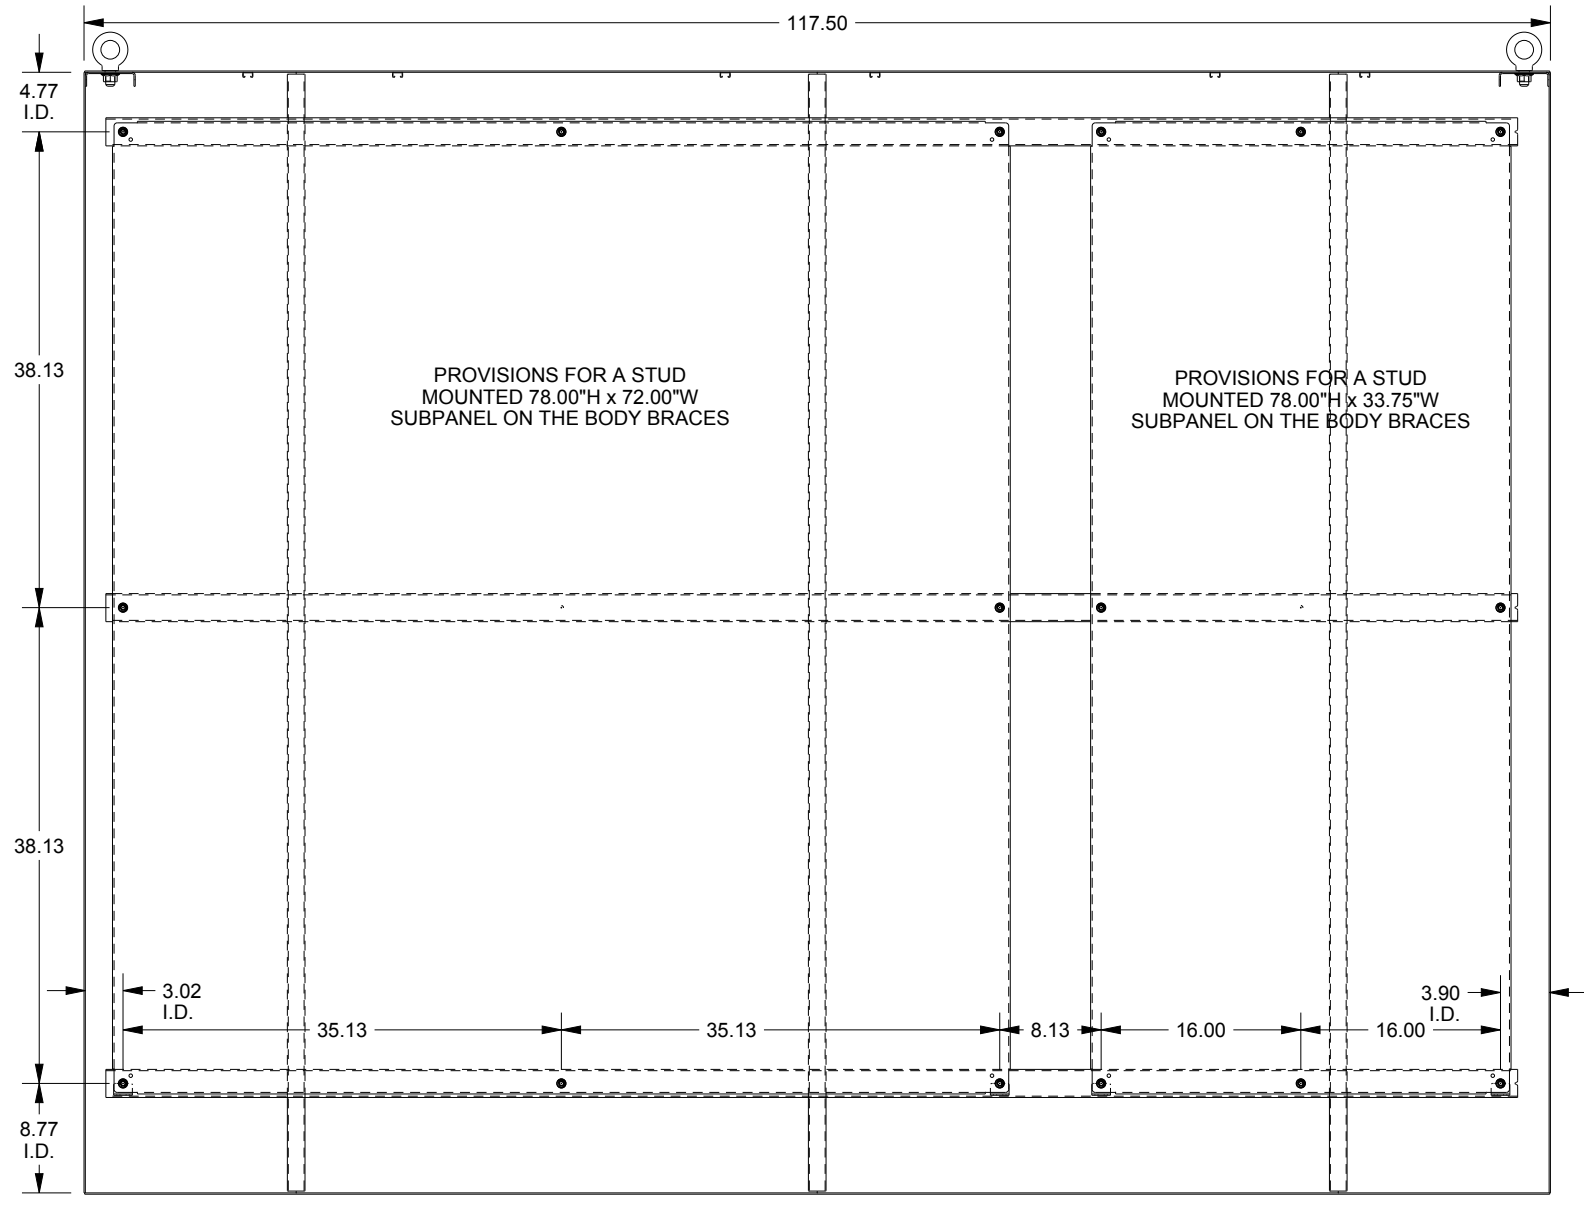 117.50
4.77
I.D.
38.13
PROVISIONS FOR A STUD
MOUNTED 78.00"H x 72.00"W
SUBPANEL ON THE BODY BRACES
PROVISIONS FOR A STUD
MOUNTED 78.00"H x 33.75"W
SUBPANEL ON THE BODY BRACES
38.13
3.02
I.D.
3.90
I.D.
35.13
35.13
8.13
16.00
16.00
8.77
I.D.